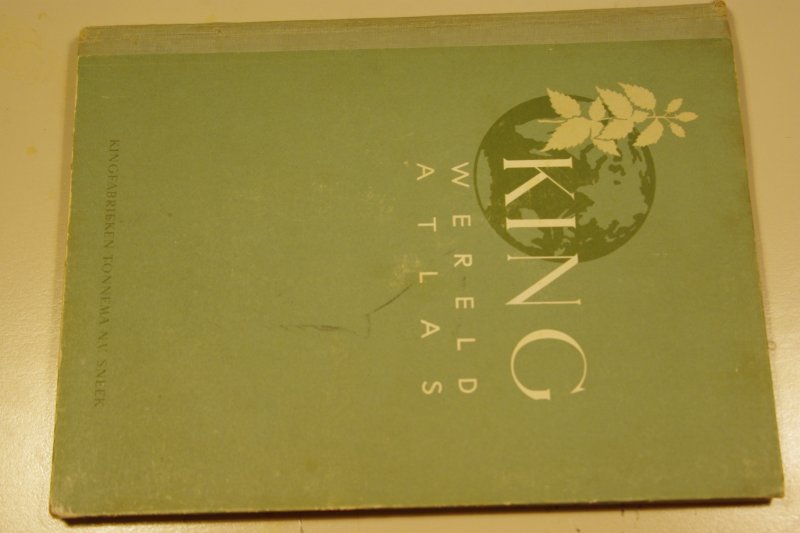 KING
WERELD
ATLAS
KINGFABRIEKEN TONNEMA N.V. SNEEK